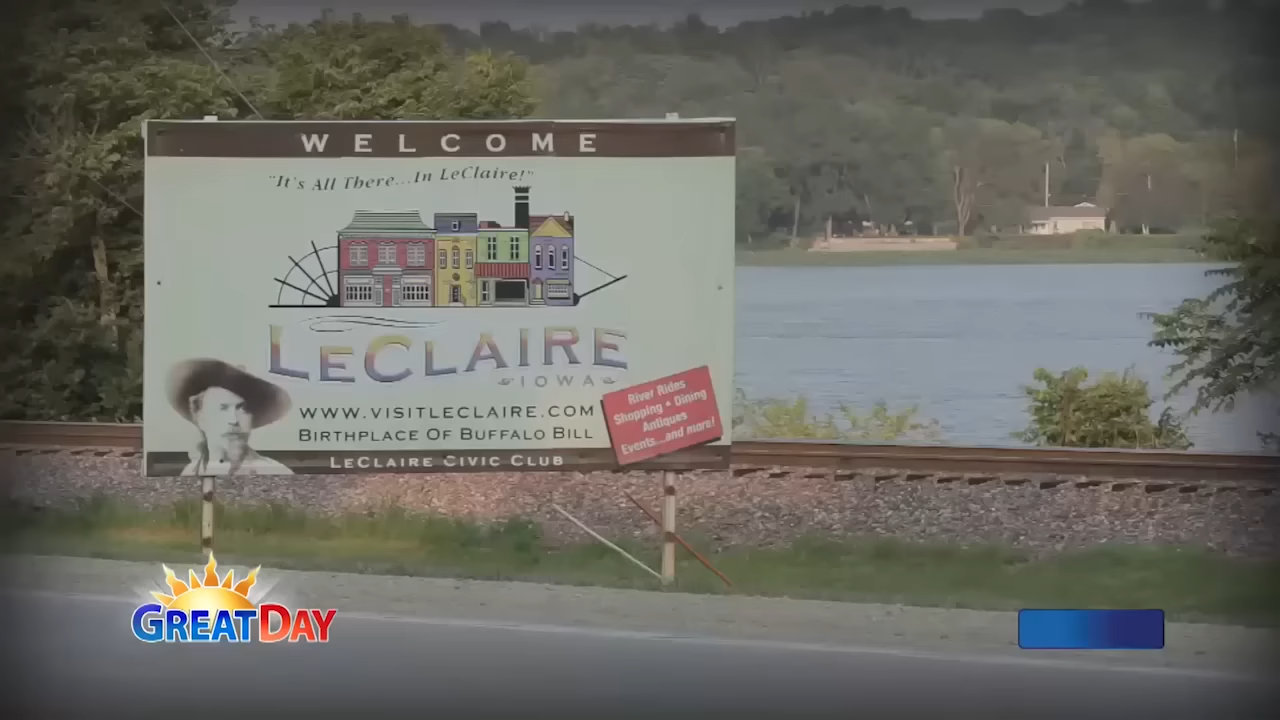 WELCOME
"It's All There...In LeClaire!"
LECLAIRE
IOWA
WWW.VISITLECLAIRE.COM
BIRTHPLACE OF BUFFALO BILL
LECLAIRE CIVIC CLUB
River Rides
Shopping • Dining
Antiques
Events...and more!
GREAT DAY